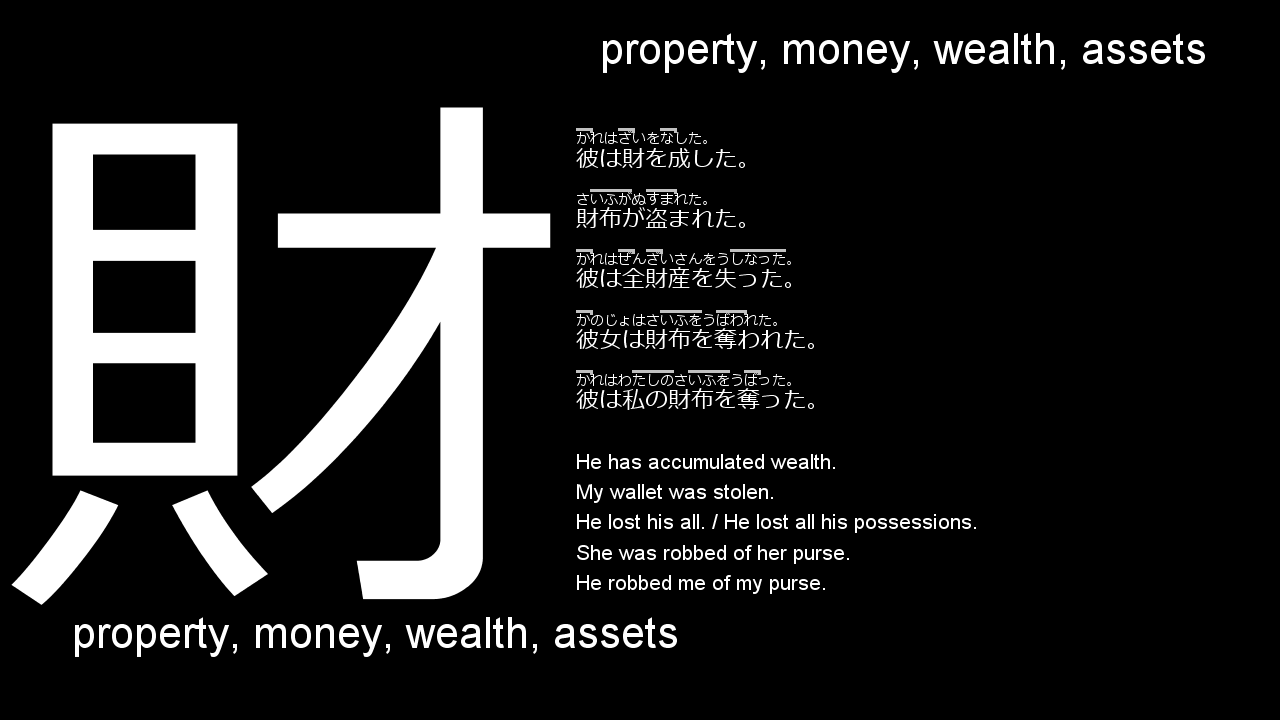 property, money, wealth, assets
財
かれはざいをなした。
彼は財を成した。
さいふがぬすまれた。
財布が盗まれた。
かれはぜんざいさんをうしなった。
彼は全財産を失った。
かのじょはさいふをうばわれた。
彼女は財布を奪われた。
かれはわたしのさいふをうばった。
彼は私の財布を奪った。
He has accumulated wealth.
My wallet was stolen.
He lost his all. / He lost all his possessions.
She was robbed of her purse.
He robbed me of my purse.
property, money, wealth, assets